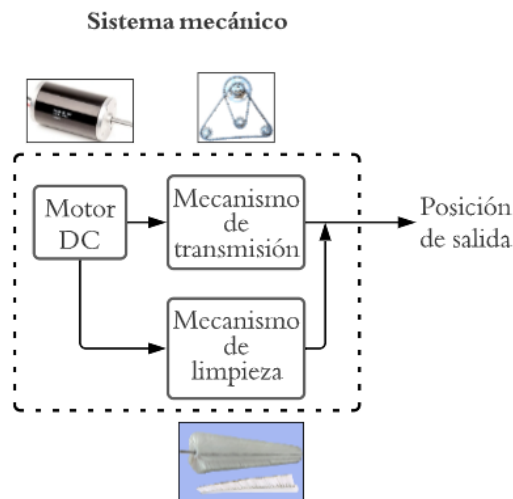 Sistema mecánico
Motor
DC
Mecanismo
de
transmisión
Posición
de salida
Mecanismo
de
limpieza